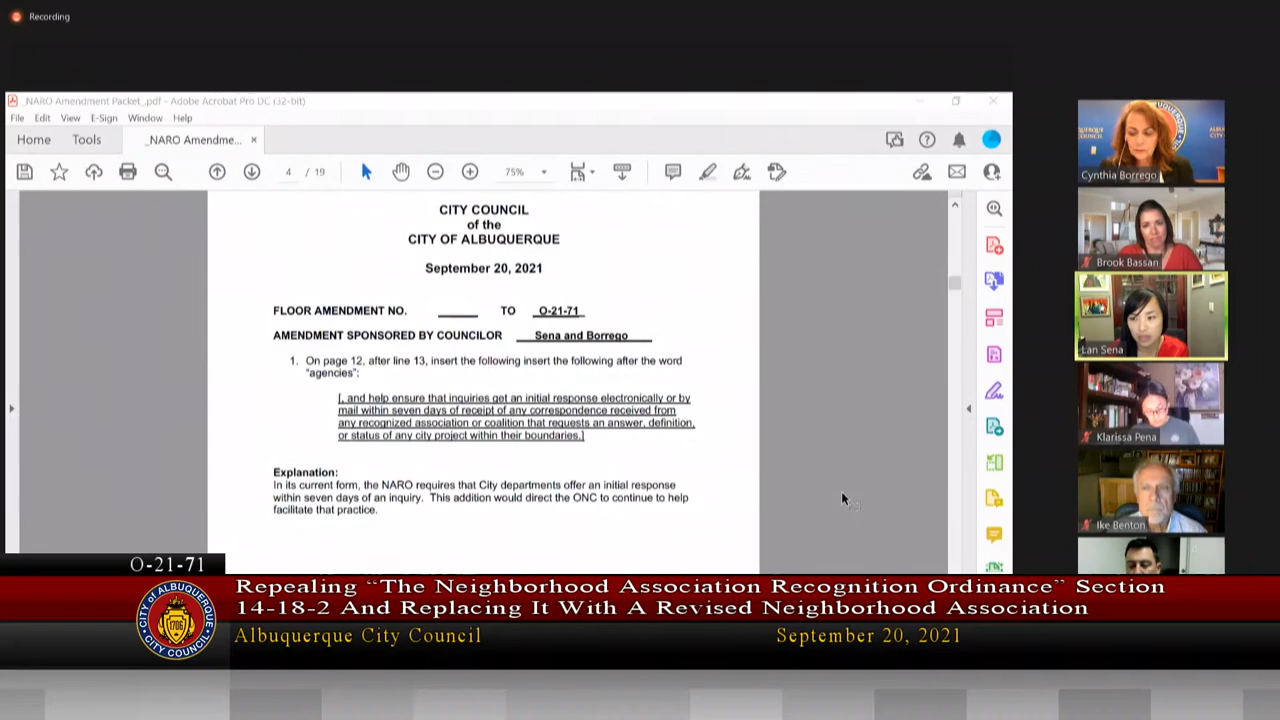 Recording
_NARO Amendment Packet_.pdf - Adobe Acrobat Pro DC (32-bit)
File Edit View E-Sign Window Help
Home Tools _NARO Amendme... ×
4 / 19 75%
CITY COUNCIL
of the
CITY OF ALBUQUERQUE
September 20, 2021
FLOOR AMENDMENT NO. ______ TO O-21-71
AMENDMENT SPONSORED BY COUNCILOR Sena and Borrego
1. On page 12, after line 13, insert the following insert the following after the word
“agencies”:
[, and help ensure that inquiries get an initial response electronically or by
mail within seven days of receipt of any correspondence received from
any recognized association or coalition that requests an answer, definition,
or status of any city project within their boundaries.]
Explanation:
In its current form, the NARO requires that City departments offer an initial response
within seven days of an inquiry. This addition would direct the ONC to continue to help
facilitate that practice.
Cynthia Borrego
Brook Bassan
Lan Sena
Klarissa Pena
Ike Benton
O-21-71
Repealing “The Neighborhood Association Recognition Ordinance” Section
14-18-2 And Replacing It With A Revised Neighborhood Association
Albuquerque City Council September 20, 2021
CITY OF ALBUQUERQUE
1706
CITY COUNCIL